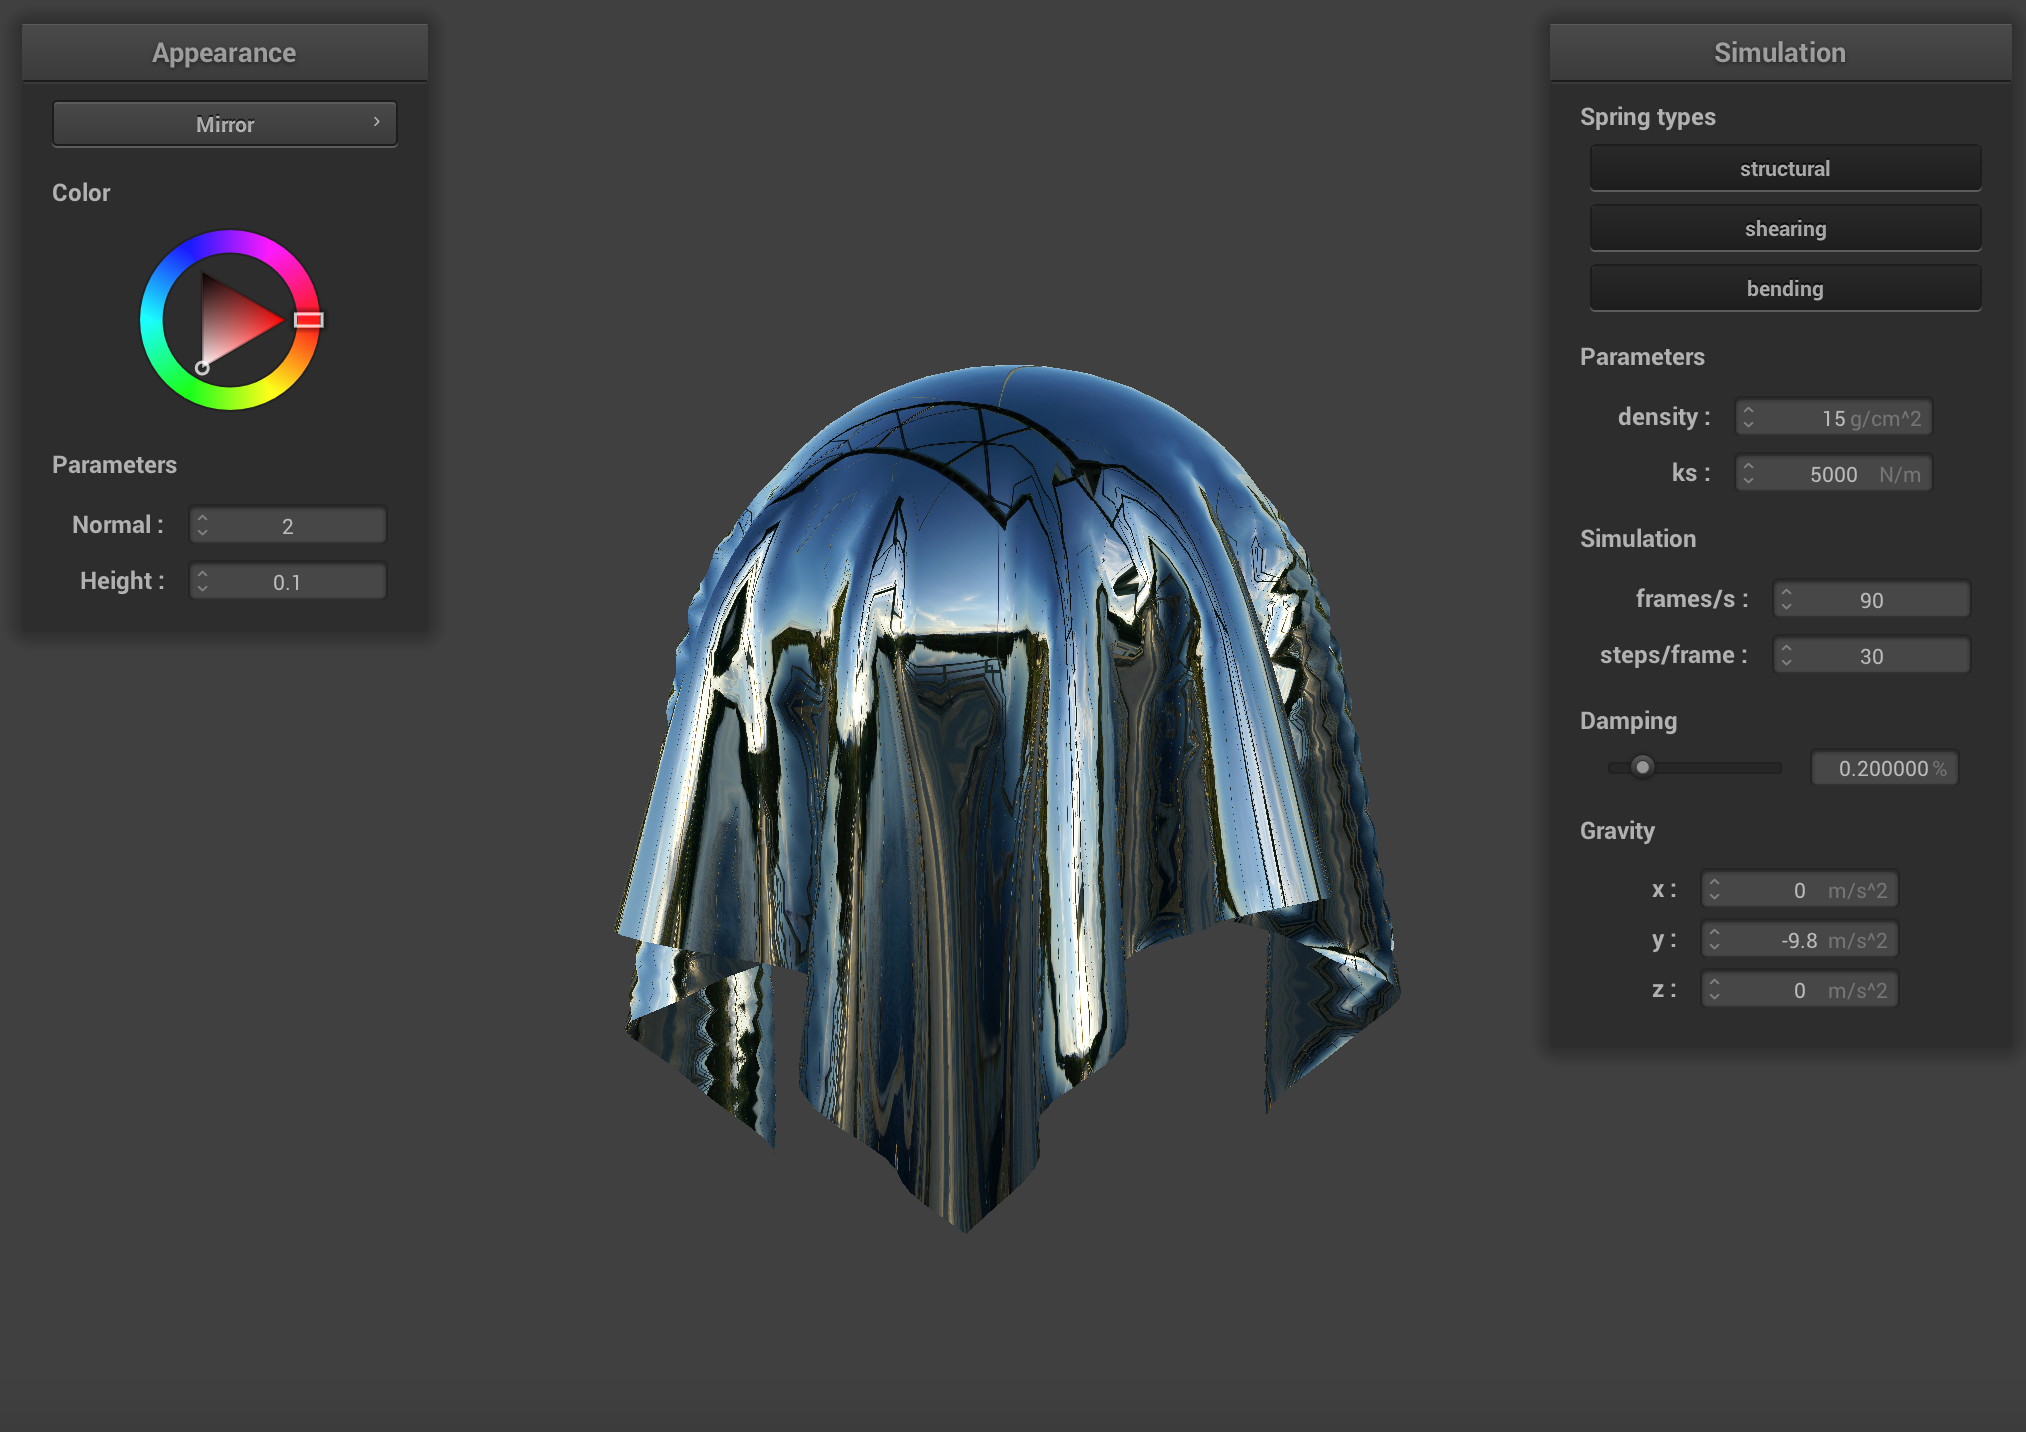 Appearance
Mirror
Color
Parameters
Normal : 2
Height : 0.1
Simulation
Spring types
structural
shearing
bending
Parameters
density : 15 g/cm^2
ks : 5000 N/m
Simulation
frames/s : 90
steps/frame : 30
Damping
0.200000 %
Gravity
x : 0 m/s^2
y : -9.8 m/s^2
z : 0 m/s^2